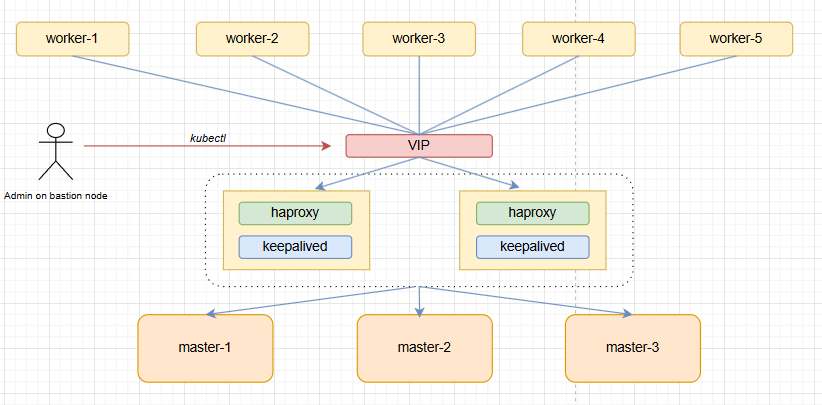 worker-1
worker-2
worker-3
worker-4
worker-5
kubectl
VIP
Admin on bastion node
haproxy
haproxy
keepalived
keepalived
master-1
master-2
master-3